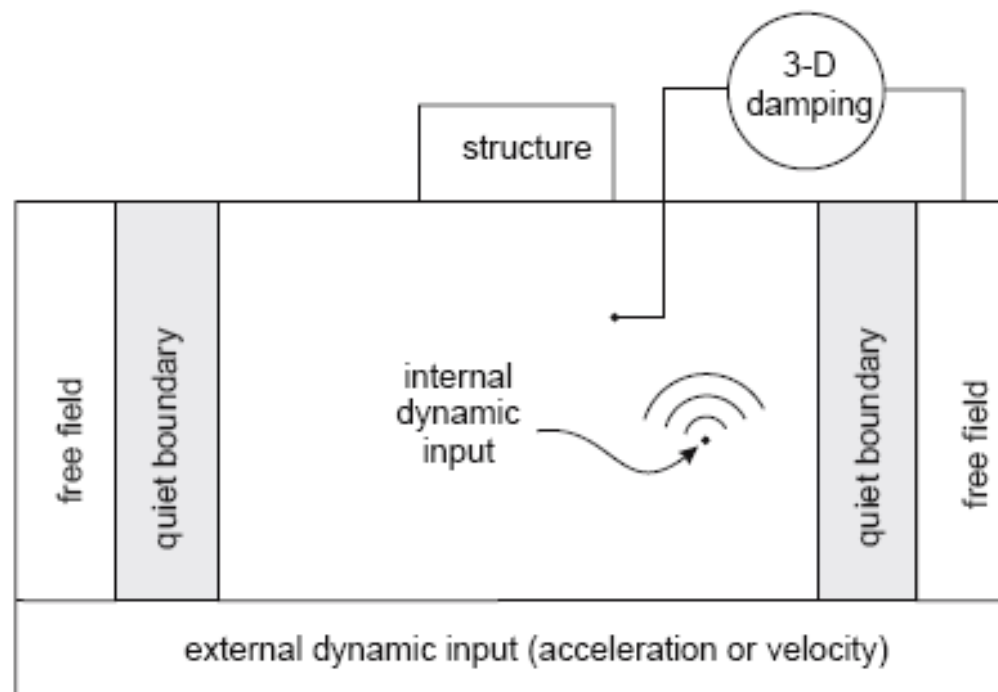 3-D
damping
structure
free field
quiet boundary
internal
dynamic
input
quiet boundary
free field
external dynamic input (acceleration or velocity)